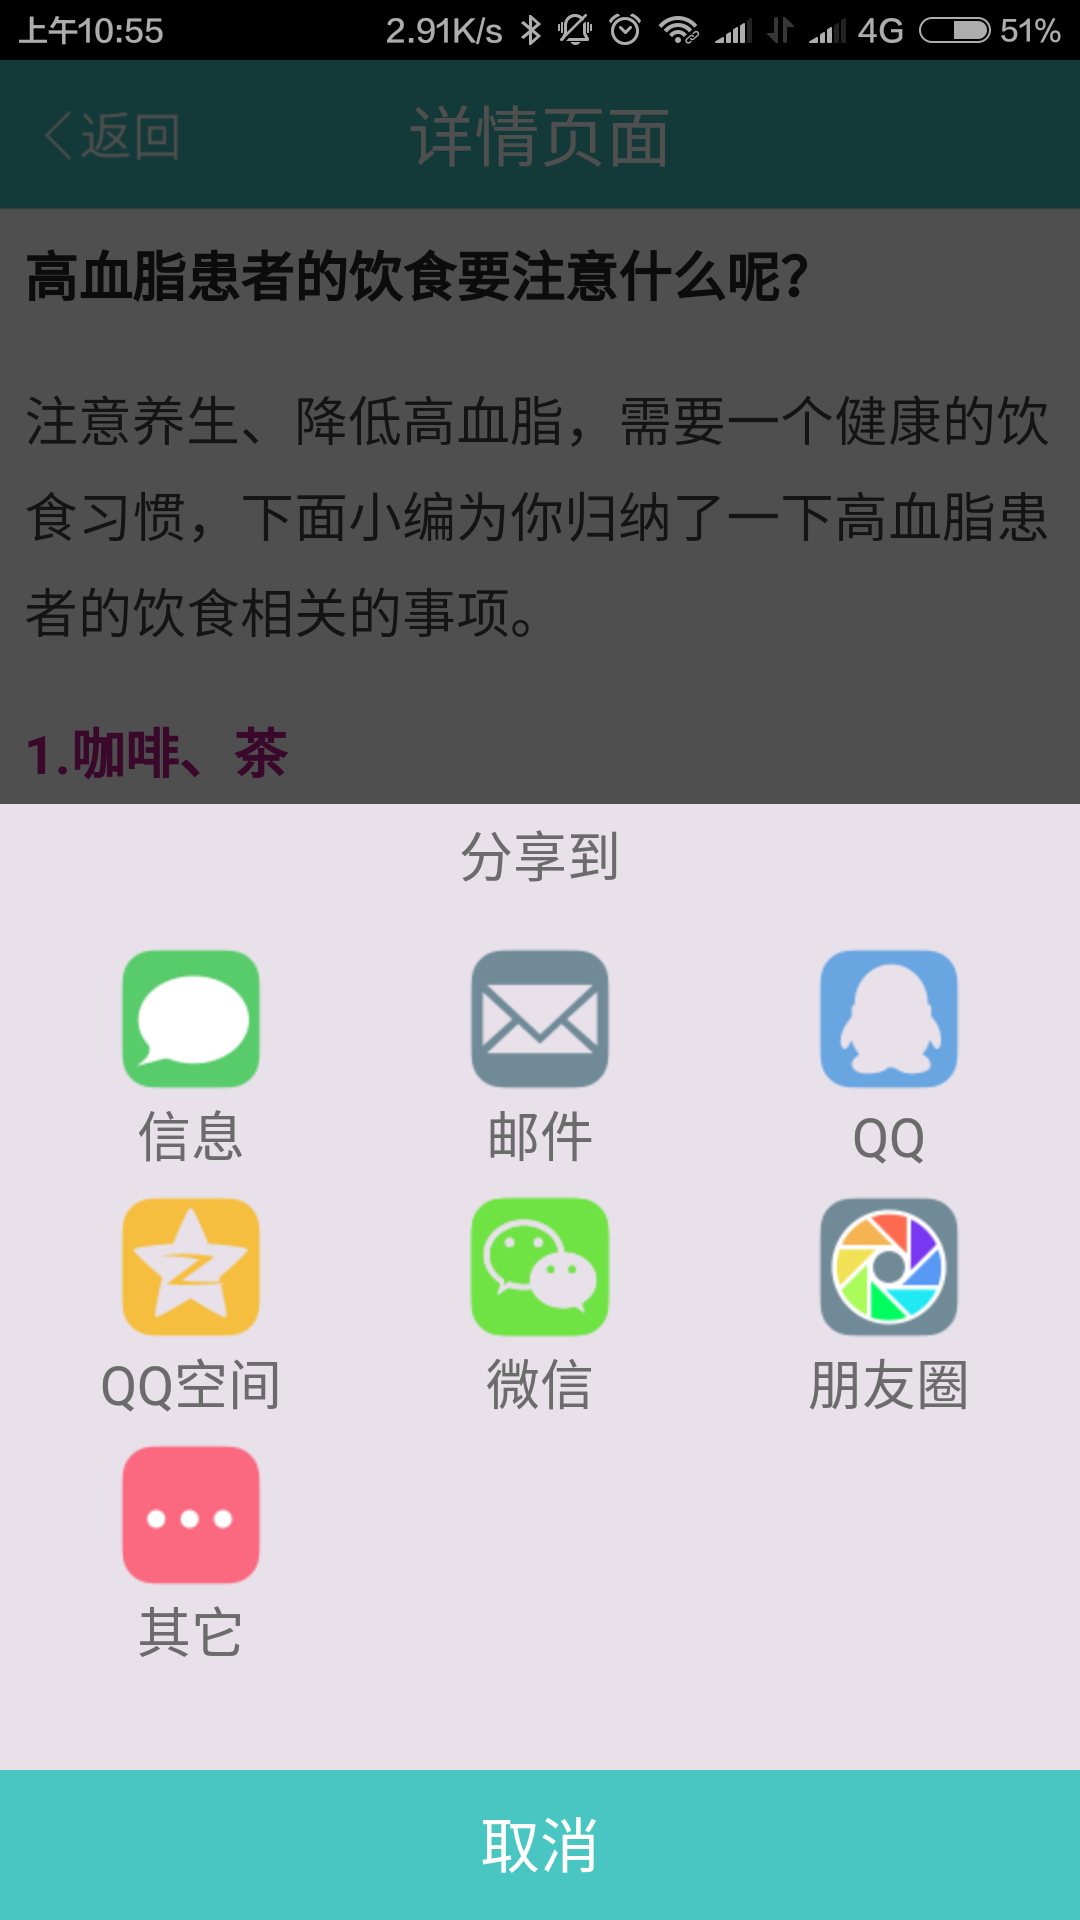 上午10:55 2.91K/s 4G 51%
返回 详情页面
高血脂患者的饮食要注意什么呢?
注意养生、降低高血脂，需要一个健康的饮
食习惯，下面小编为你归纳了一下高血脂患
者的饮食相关的事项。
1.咖啡、茶
分享到
信息 邮件 QQ
QQ空间 微信 朋友圈
其它
取消